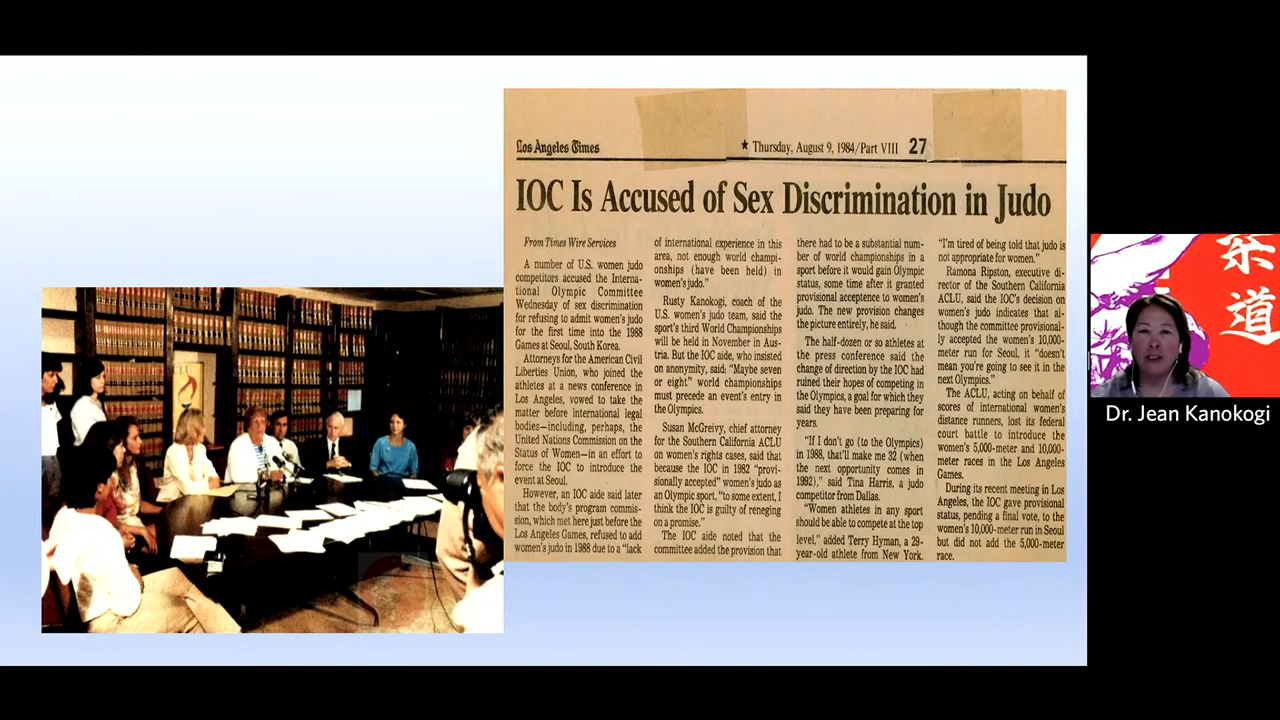 Los Angeles Times
★ Thursday, August 9, 1984/Part VIII 27
IOC Is Accused of Sex Discrimination in Judo
From Times Wire Services
A number of U.S. women judo
competitors accused the Interna-
tional Olympic Committee
Wednesday of sex discrimination
for refusing to admit women's judo
for the first time into the 1988
Games at Seoul, South Korea.
Attorneys for the American Civil
Liberties Union, who joined the
athletes at a news conference in
Los Angeles, vowed to take the
matter before international legal
bodies—including, perhaps, the
United Nations Commission on the
Status of Women—in an effort to
force the IOC to introduce the
event at Seoul.
However, an IOC aide said later
that the body's program commis-
sion, which met here just before the
Los Angeles Games, refused to add
women's judo in 1988 due to a "lack
of international experience in this
area, not enough world champi-
onships (have been held) in
women's judo."
Rusty Kanokogi, coach of the
U.S. women's judo team, said the
sport's third World Championships
will be held in November in Aus-
tria. But the IOC aide, who insisted
on anonymity, said: "Maybe seven
or eight" world championships
must precede an event's entry in
the Olympics.
Susan McGreivy, chief attorney
for the Southern California ACLU
on women's rights cases, said that
because the IOC in 1982 "provi-
sionally accepted" women's judo as
an Olympic sport, "to some extent, I
think the IOC is guilty of reneging
on a promise."
The IOC aide noted that the
committee added the provision that
there had to be a substantial num-
ber of world championships in a
sport before it would gain Olympic
status, some time after it granted
provisional acceptence to women's
judo. The new provision changes
the picture entirely, he said.
The half-dozen or so athletes at
the press conference said the
change of direction by the IOC had
ruined their hopes of competing in
the Olympics, a goal for which they
said they have been preparing for
years.
"If I don't go (to the Olympics)
in 1988, that'll make me 32 (when
the next opportunity comes in
1992)," said Tina Harris, a judo
competitor from Dallas.
"Women athletes in any sport
should be able to compete at the top
level," added Terry Hyman, a 29-
year-old athlete from New York.
"I'm tired of being told that judo is
not appropriate for women."
Ramona Ripston, executive di-
rector of the Southern California
ACLU, said the IOC's decision on
women's judo indicates that al-
though the committee provisional-
ly accepted the women's 10,000-
meter run for Seoul, it "doesn't
mean you're going to see it in the
next Olympics."
The ACLU, acting on behalf of
scores of international women's
distance runners, lost its federal
court battle to introduce the
women's 5,000-meter and 10,000-
meter races in the Los Angeles
Games.
During its recent meeting in Los
Angeles, the IOC gave provisional
status, pending a final vote, to the
women's 10,000-meter run in Seoul
but did not add the 5,000-meter
race.
柔道
Dr. Jean Kanokogi